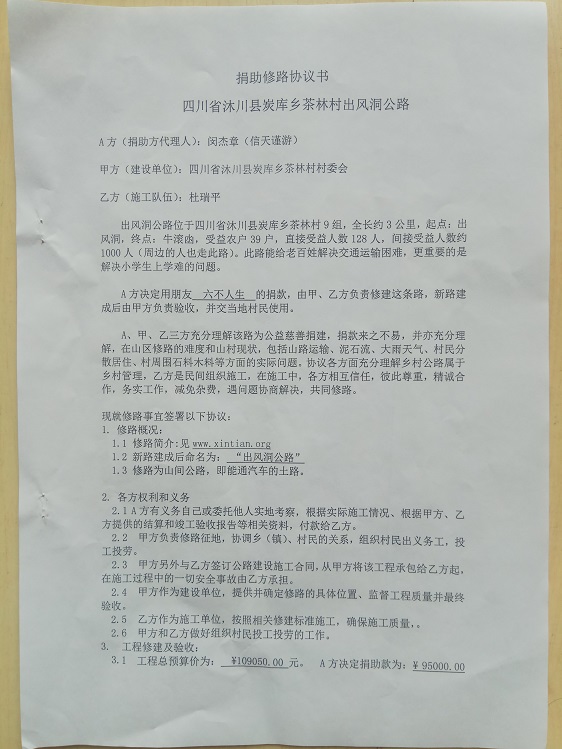 捐助修路协议书
四川省沐川县炭库乡茶林村出风洞公路
A方（捐助方代理人）：闵杰章（信天谨游）
甲方（建设单位）：四川省沐川县炭库乡茶林村村委会
乙方（施工队伍）：杜瑞平
出风洞公路位于四川省沐川县炭库乡茶林村9组，全长约3公里，起点：出
风洞，终点：牛滚凼，受益农户39户，直接受益人数128人，间接受益人数约
1000人（周边的人也走此路）。此路能给老百姓解决交通运输困难，更重要的是
解决小学生上学难的问题。
A方决定用朋友 六不人生 的捐款，由甲、乙方负责修建这条路，新路建
成后由甲方负责验收，并交当地村民使用。
A、甲、乙三方充分理解该路为公益慈善捐建，捐款来之不易，并亦充分理
解，在山区修路的难度和山村现状，包括山路运输、泥石流、大雨天气、村民分
散居住、村周围石料木料等方面的实际问题，协议各方面充分理解乡村公路属于
乡村管理，乙方是民间组织施工，在施工中，各方相互信任，彼此尊重，精诚合
作，务实工作，减免杂费，遇问题协商解决，共同修路。
现就修路事宜签署以下协议：
1. 修路概况：
1.1 修路简介:见 www.xintian.org
1.2 新路建成后命名为： “出风洞公路”
1.3 修路为山间公路，即能通汽车的土路。
2. 各方权利和义务
2.1 A方有义务自己或委托他人实地考察，根据实际施工情况、根据甲方、乙
方提供的结算和竣工验收报告等相关资料，付款给乙方。
2.2 甲方负责修路征地，协调乡（镇）、村民的关系，组织村民出义务工，投
工投劳。
2.3 甲方另外与乙方签订公路建设施工合同，从甲方将该工程承包给乙方起，
在施工过程中的一切安全事故由乙方承担。
2.4 甲方作为建设单位，提供并确定修路的具体位置、监督工程质量并最终
验收。
2.5 乙方作为施工单位，按照相关修建标准施工，确保施工质量，。
2.6 甲方和乙方做好组织村民投工投劳的工作。
3. 工程修建及验收：
3.1 工程总预算价为： ¥109050.00 元。 A方决定捐助款为：¥ 95000.00